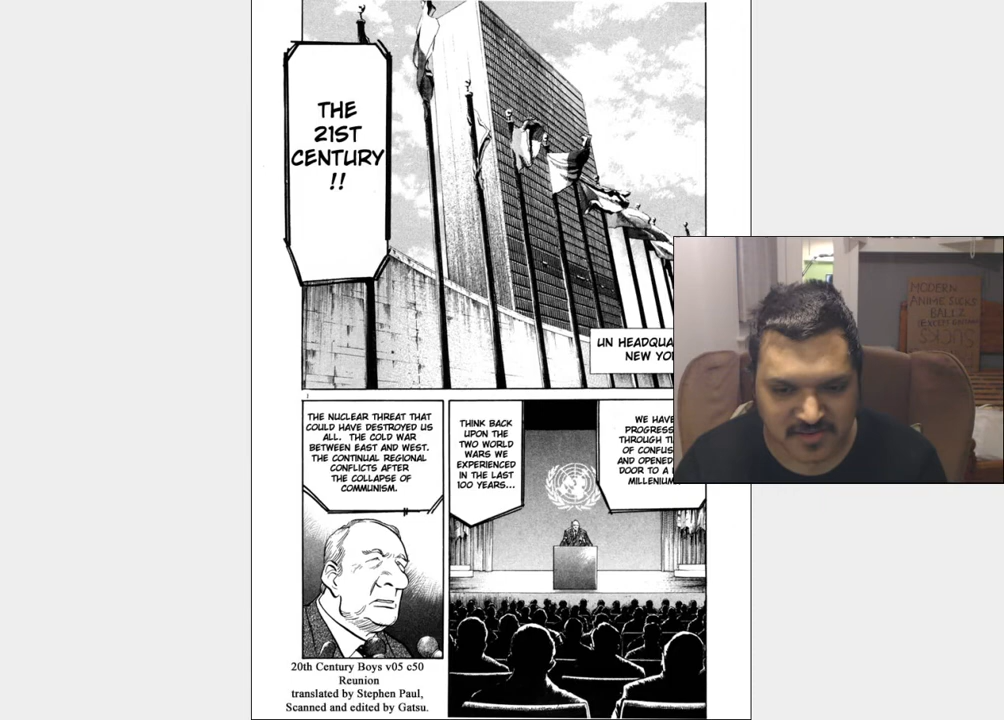 THE
21ST
CENTURY
!!
UN HEADQUA
NEW YO
WE HAVE
PROGRESS
THROUGH
OF CONFUS
AND OPENED
DOOR TO A
MILLENIUM
THINK BACK
UPON THE
TWO WORLD
WARS WE
EXPERIENCED
IN THE LAST
100 YEARS...
THE NUCLEAR THREAT THAT
COULD HAVE DESTROYED US
ALL. THE COLD WAR
BETWEEN EAST AND WEST.
THE CONTINUAL REGIONAL
CONFLICTS AFTER
THE COLLAPSE OF
COMMUNISM.
20th Century Boys v05 c50
Reunion
translated by Stephen Paul,
Scanned and edited by Gatsu.
MODERN
ANIME SUCKS
BALLZ